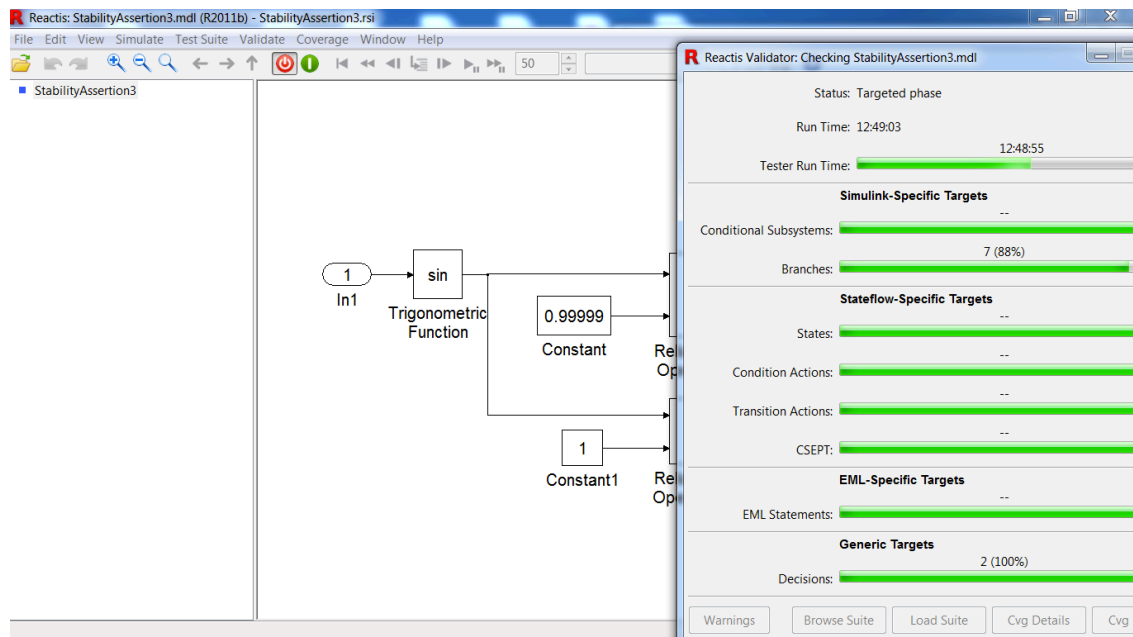 Reactis: StabilityAssertion3.mdl (R2011b) - StabilityAssertion3.rsi
File Edit View Simulate Test Suite Validate Coverage Window Help
50
StabilityAssertion3
1
In1
sin
Trigonometric
Function
0.99999
Constant
Rel
Op
1
Constant1
Rel
Ope
Reactis Validator: Checking StabilityAssertion3.mdl
Status: Targeted phase
Run Time: 12:49:03
12:48:55
Tester Run Time:
Simulink-Specific Targets
--
Conditional Subsystems:
7 (88%)
Branches:
Stateflow-Specific Targets
--
States:
--
Condition Actions:
--
Transition Actions:
--
CSEPT:
EML-Specific Targets
--
EML Statements:
Generic Targets
2 (100%)
Decisions:
Warnings Browse Suite Load Suite Cvg Details Cvg